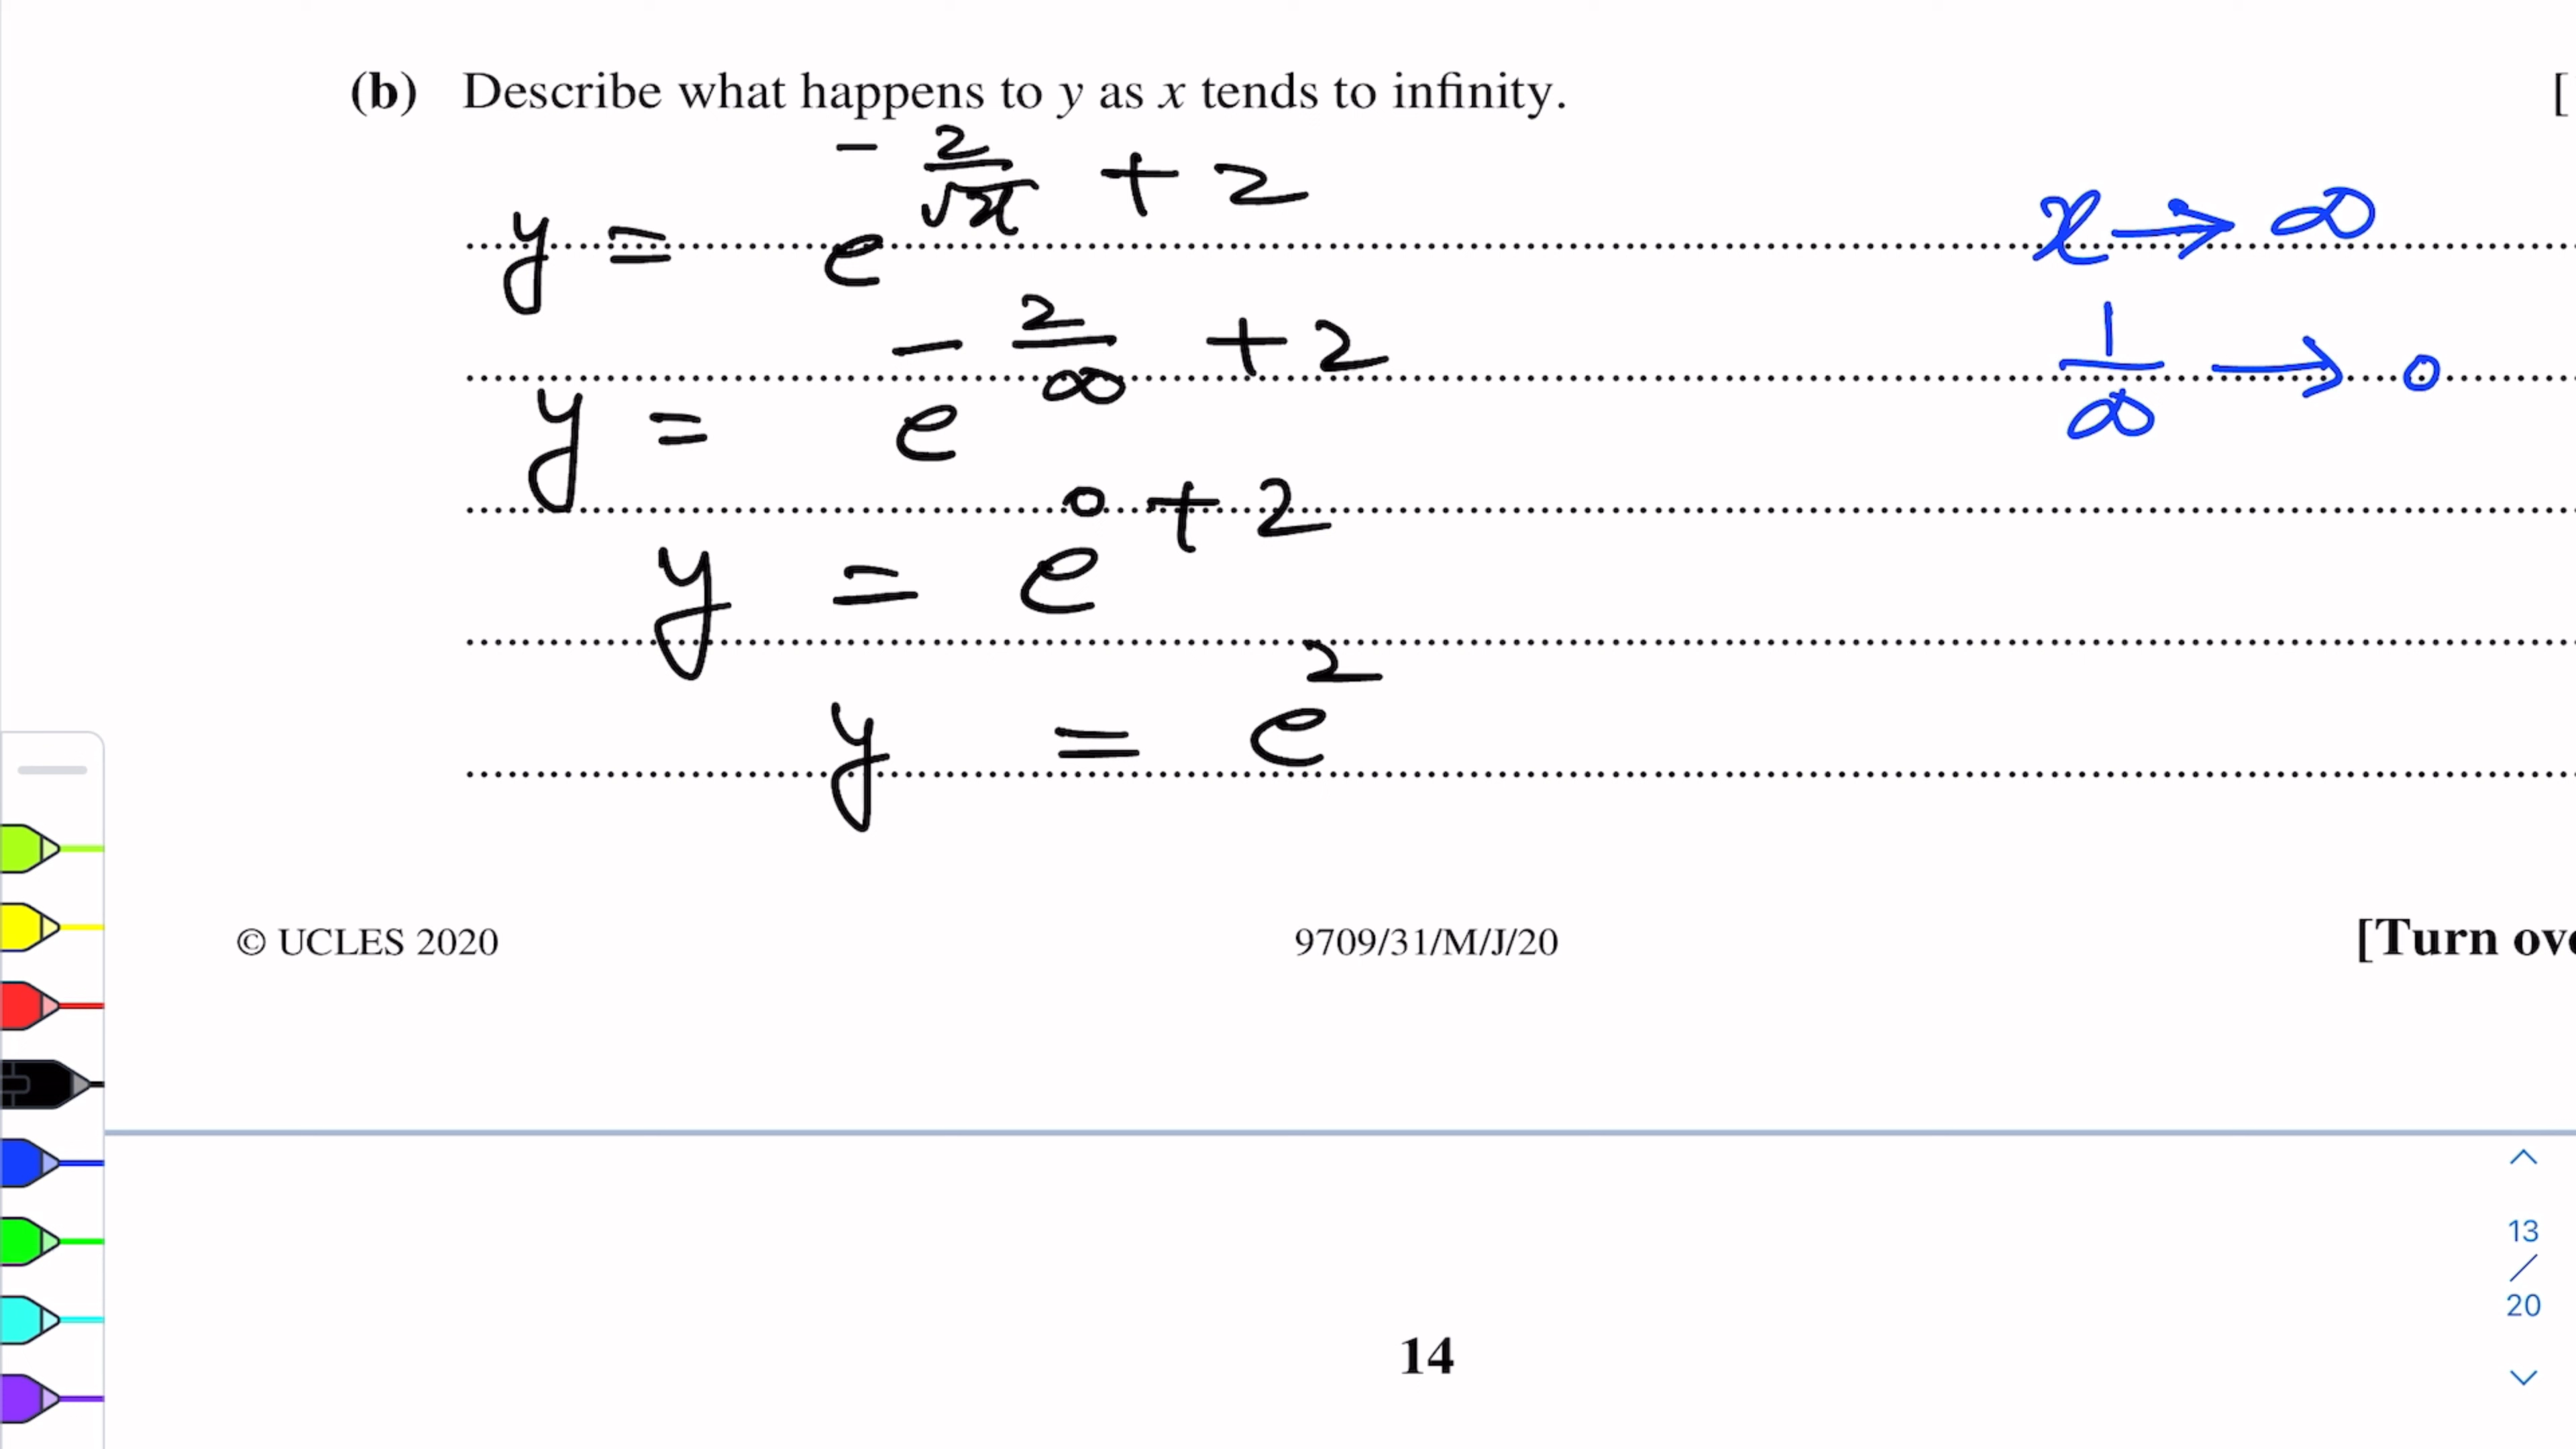 (b) Describe what happens to y as x tends to infinity. [
y = e^{- 2/√x + 2}
x → ∞
y = e^{- 2/∞ + 2}
1/∞ → 0
y = e^{0 + 2}
y = e^2
© UCLES 2020 9709/31/M/J/20 [Turn ove
13
/
20
14